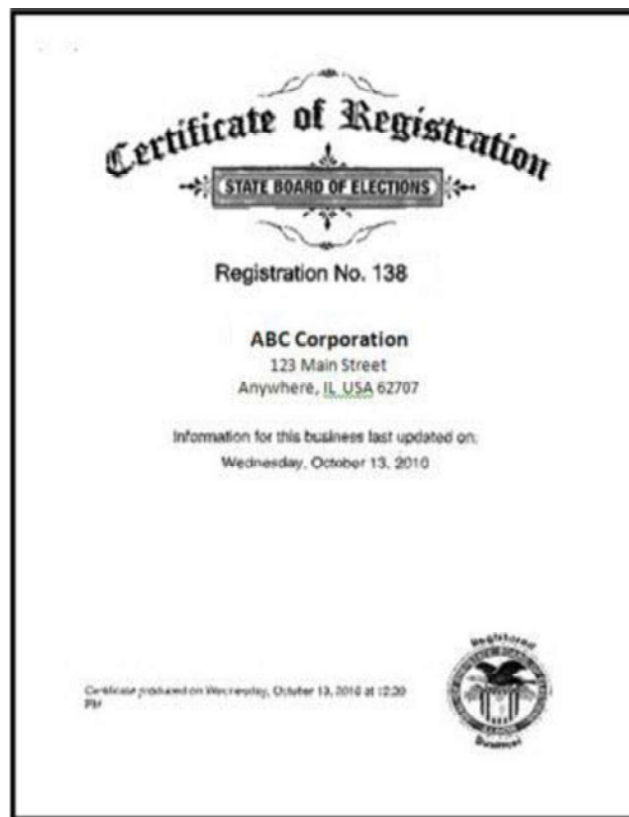 Certificate of Registration
STATE BOARD OF ELECTIONS
Registration No. 138
ABC Corporation
123 Main Street
Anywhere, IL USA 62707
Information for this business last updated on:
Wednesday, October 13, 2010
Certificate produced on Wednesday, October 13, 2010 at 12:30
PM
Registered
Business